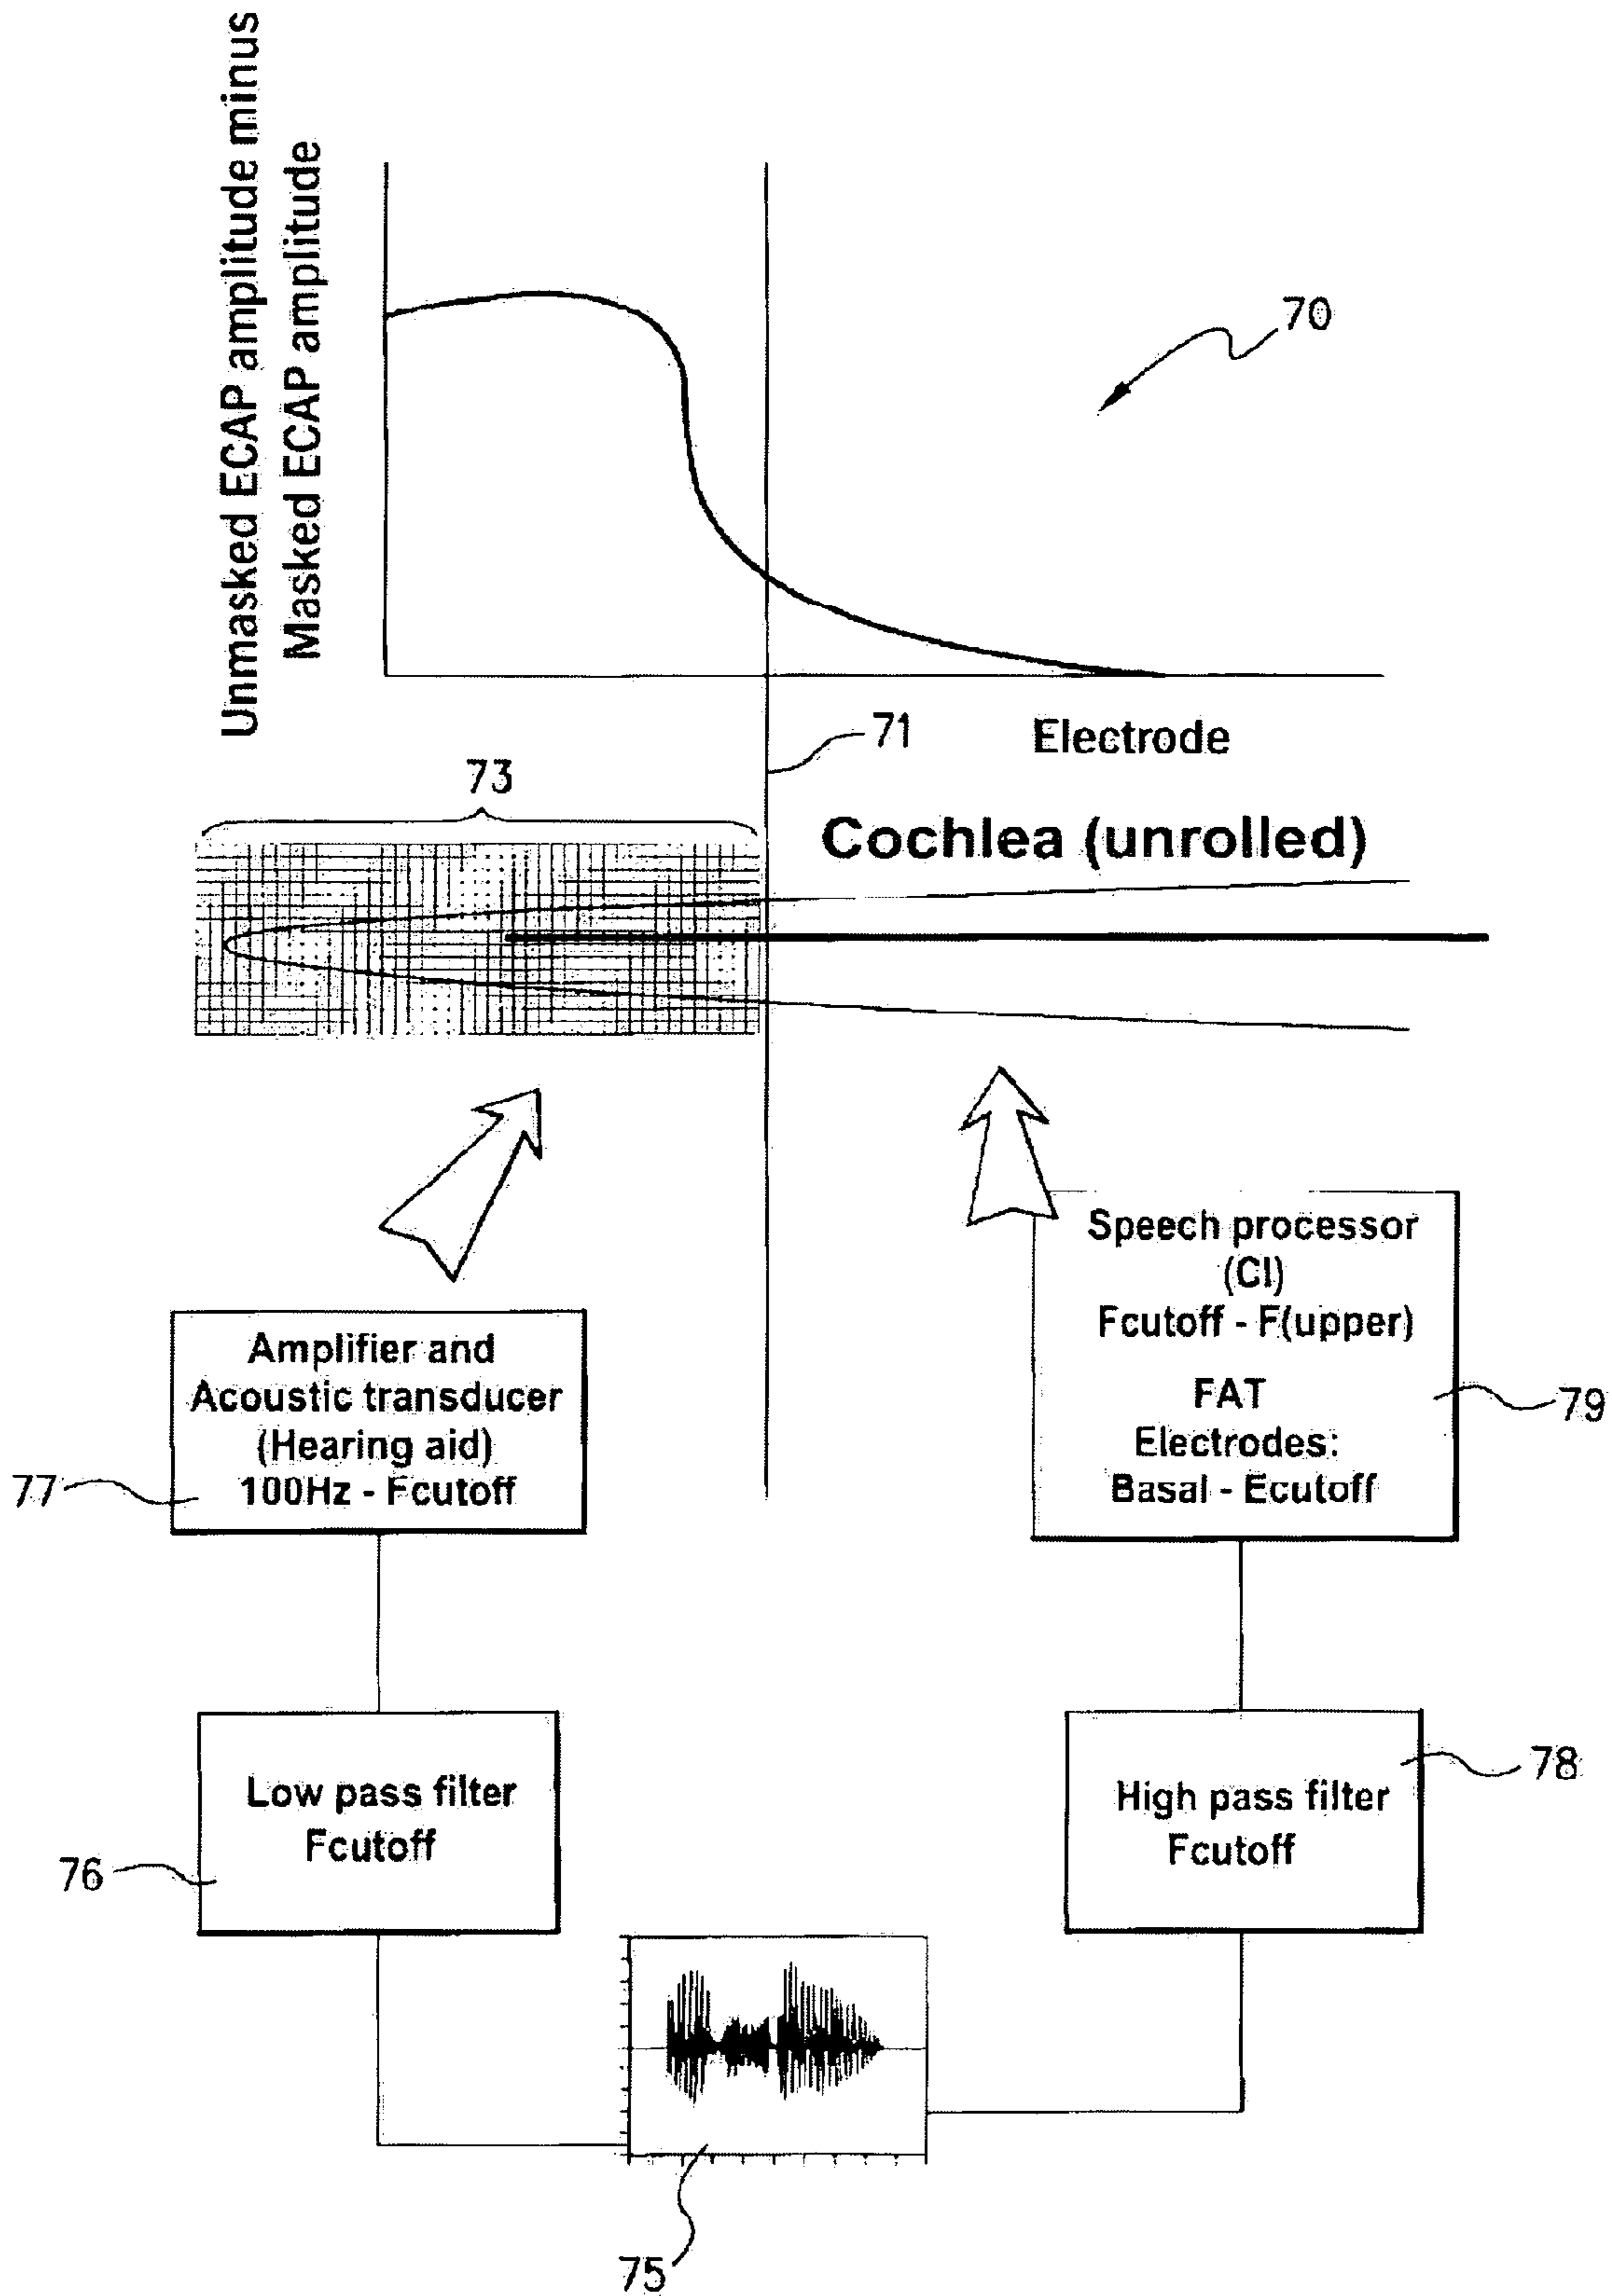 Unmasked ECAP amplitude minus
Masked ECAP amplitude
70
71
Electrode
73
Cochlea (unrolled)
Speech processor
(CI)
Fcutoff - F(upper)
FAT
Electrodes:
Basal - Ecutoff
79
Amplifier and
Acoustic transducer
(Hearing aid)
100Hz - Fcutoff
77
Low pass filter
Fcutoff
76
High pass filter
Fcutoff
78
75